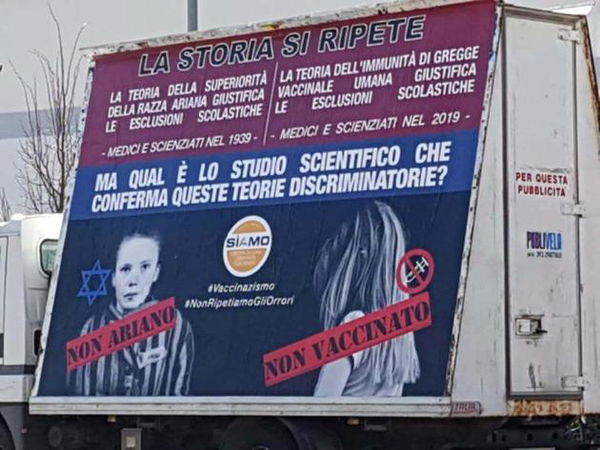 LA STORIA SI RIPETE
LA TEORIA DELLA SUPERIORITÀ
DELLA RAZZA ARIANA GIUSTIFICA
LE ESCLUSIONI SCOLASTICHE
- MEDICI E SCIENZIATI NEL 1939 -
LA TEORIA DELL'IMMUNITÀ DI GREGGE
VACCINALE UMANA GIUSTIFICA
LE ESCLUSIONI SCOLASTICHE
- MEDICI E SCIENZIATI NEL 2019 -
MA QUAL È LO STUDIO SCIENTIFICO CHE
CONFERMA QUESTE TEORIE DISCRIMINATORIE?
SIAMO
#Vaccinazismo
#NonRipetiamoGliOrrori
NON ARIANO
NON VACCINATO
PER QUESTA
PUBBLICITÀ
PUBLIVELA